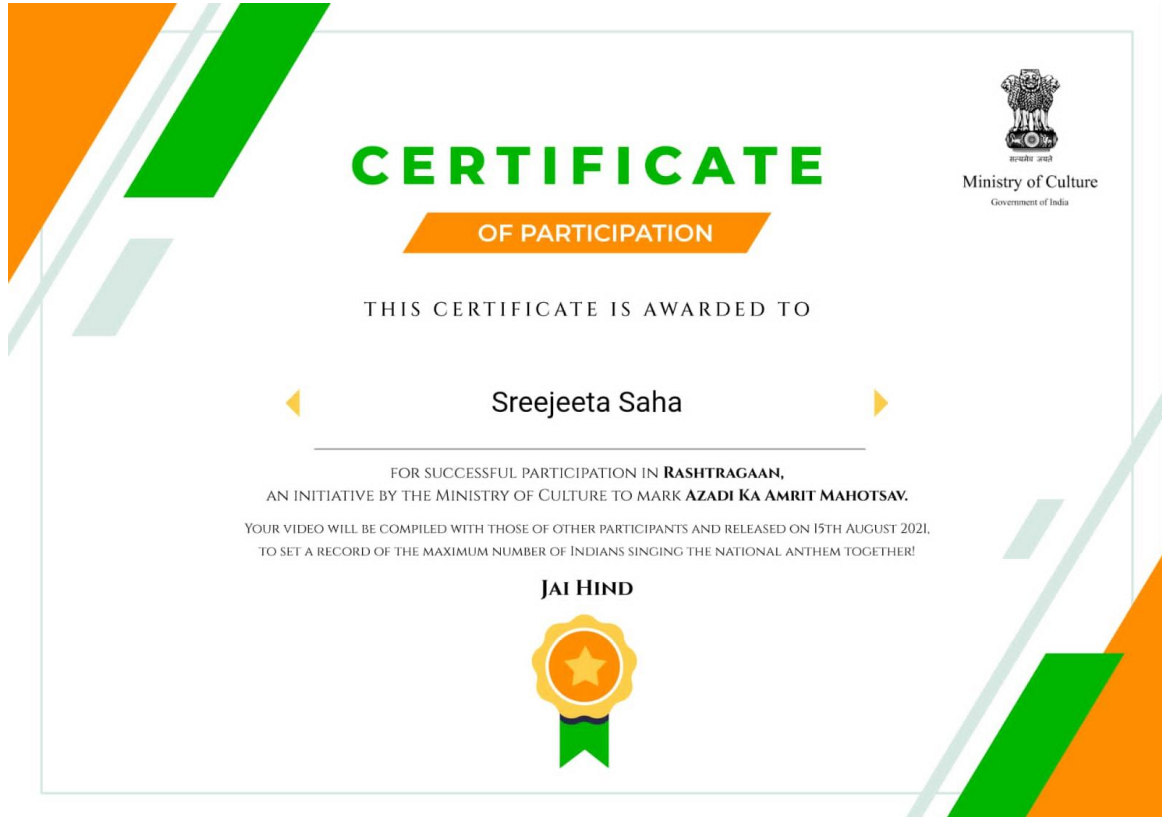 सत्यमेव जयते
Ministry of Culture
Government of India
CERTIFICATE
OF PARTICIPATION
THIS CERTIFICATE IS AWARDED TO
Sreejeeta Saha
FOR SUCCESSFUL PARTICIPATION IN RASHTRAGAAN,
AN INITIATIVE BY THE MINISTRY OF CULTURE TO MARK AZADI KA AMRIT MAHOTSAV.
YOUR VIDEO WILL BE COMPILED WITH THOSE OF OTHER PARTICIPANTS AND RELEASED ON 15TH AUGUST 2021,
TO SET A RECORD OF THE MAXIMUM NUMBER OF INDIANS SINGING THE NATIONAL ANTHEM TOGETHER!
JAI HIND